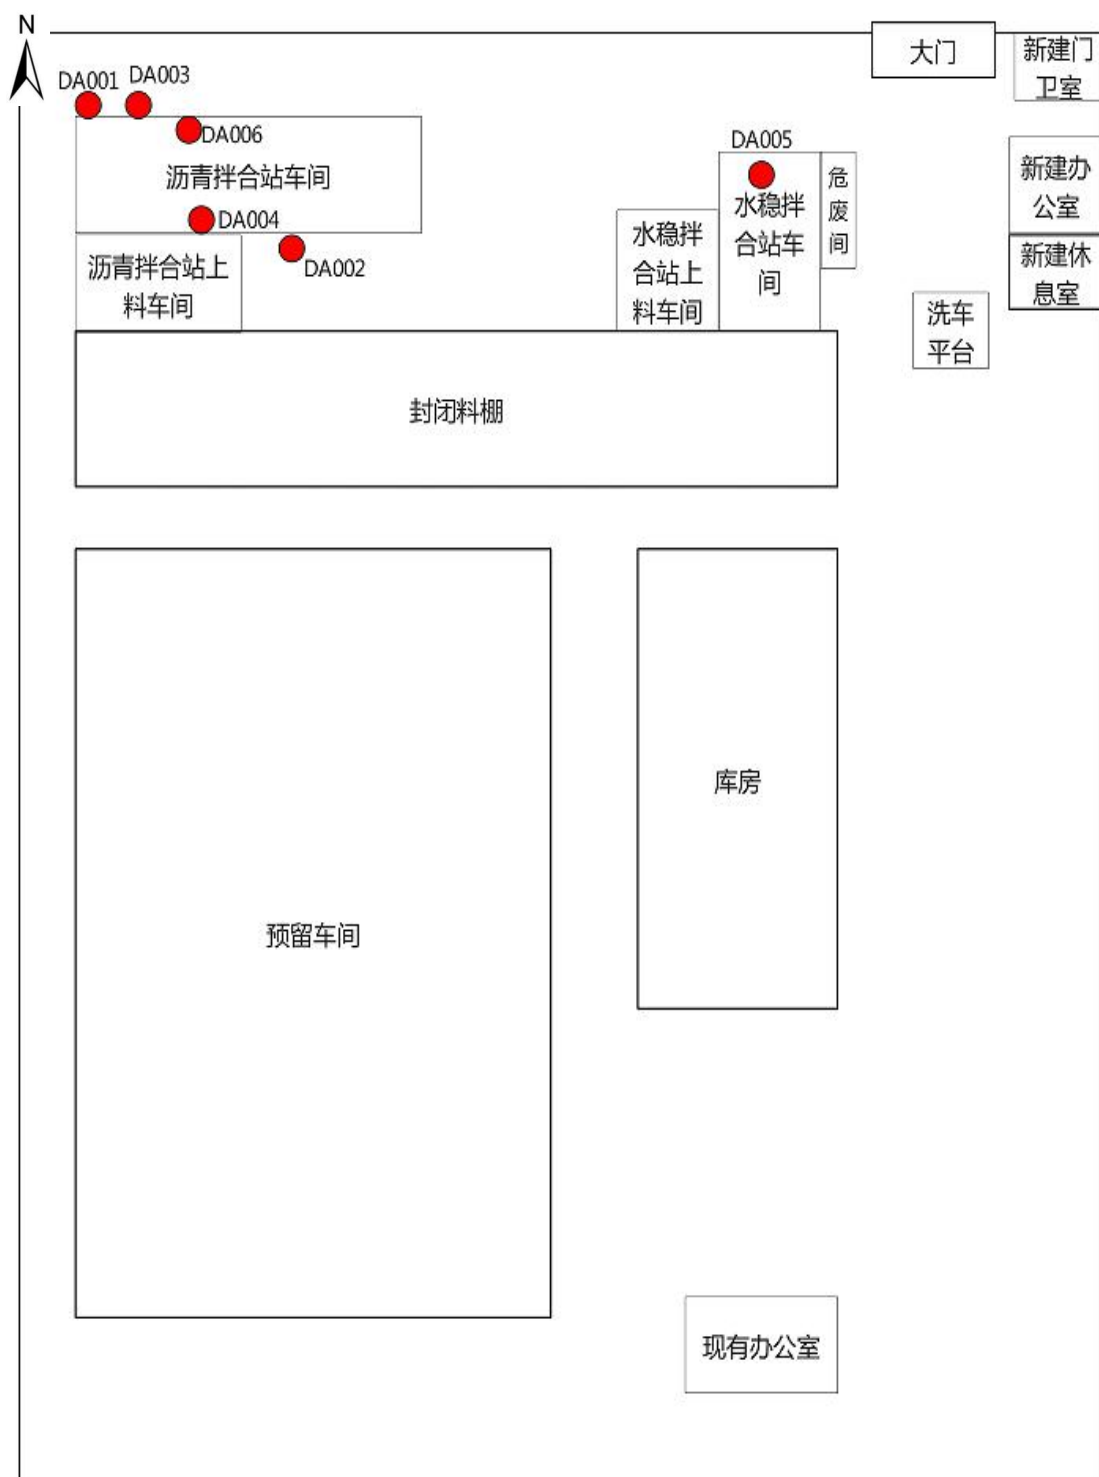 N
大门
新建门
卫室
DA001
DA003
DA006
沥青拌合站车间
DA004
DA002
沥青拌合站上
料车间
DA005
水稳拌
合站车
间
危
废
间
水稳拌
合站上
料车间
新建办
公室
新建休
息室
洗车
平台
封闭料棚
库房
预留车间
现有办公室